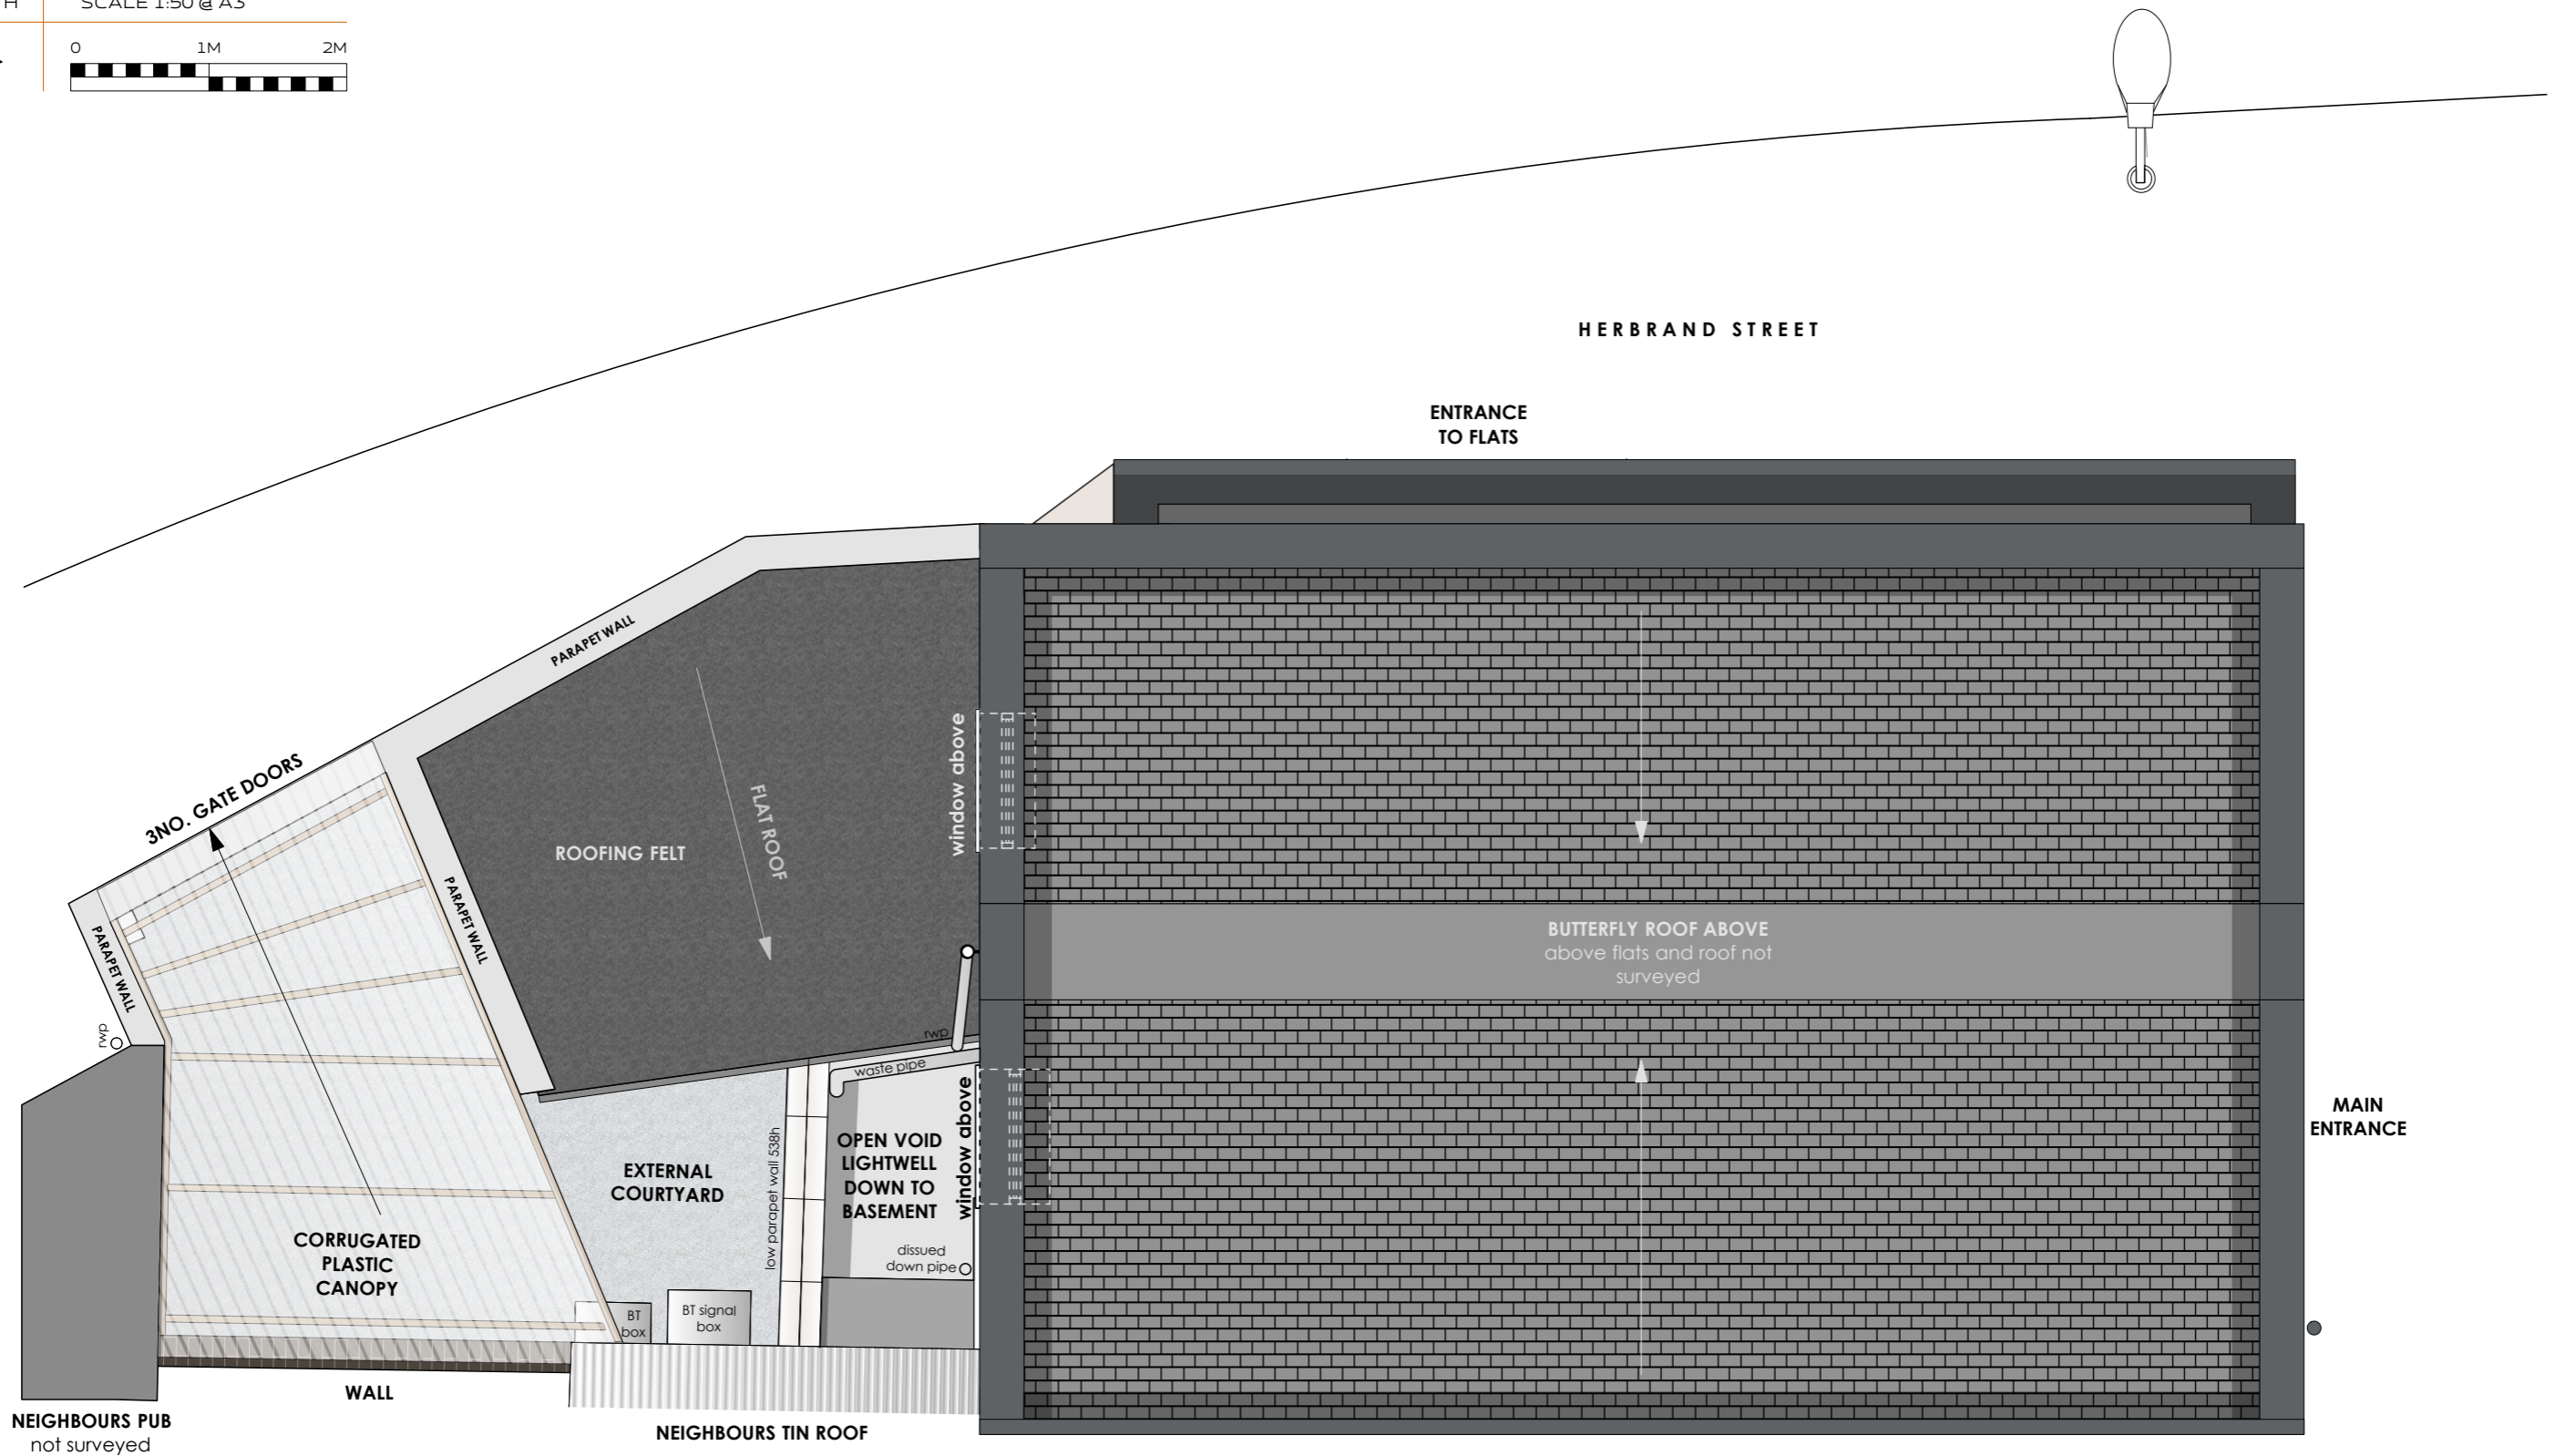 H
SCALE 1:50 @ A3
0 1M 2M
HERBRAND STREET
ENTRANCE
TO FLATS
PARAPET WALL
3NO. GATE DOORS
window above
FLAT ROOF
ROOFING FELT
PARAPET WALL
PARAPET WALL
BUTTERFLY ROOF ABOVE
above flats and roof not
surveyed
rwp
rwp
waste pipe
window above
MAIN
ENTRANCE
OPEN VOID
LIGHTWELL
DOWN TO
BASEMENT
low parapet wall 538h
EXTERNAL
COURTYARD
CORRUGATED
PLASTIC
CANOPY
dissued
down pipe
BT
box
BT signal
box
WALL
NEIGHBOURS PUB
not surveyed
NEIGHBOURS TIN ROOF